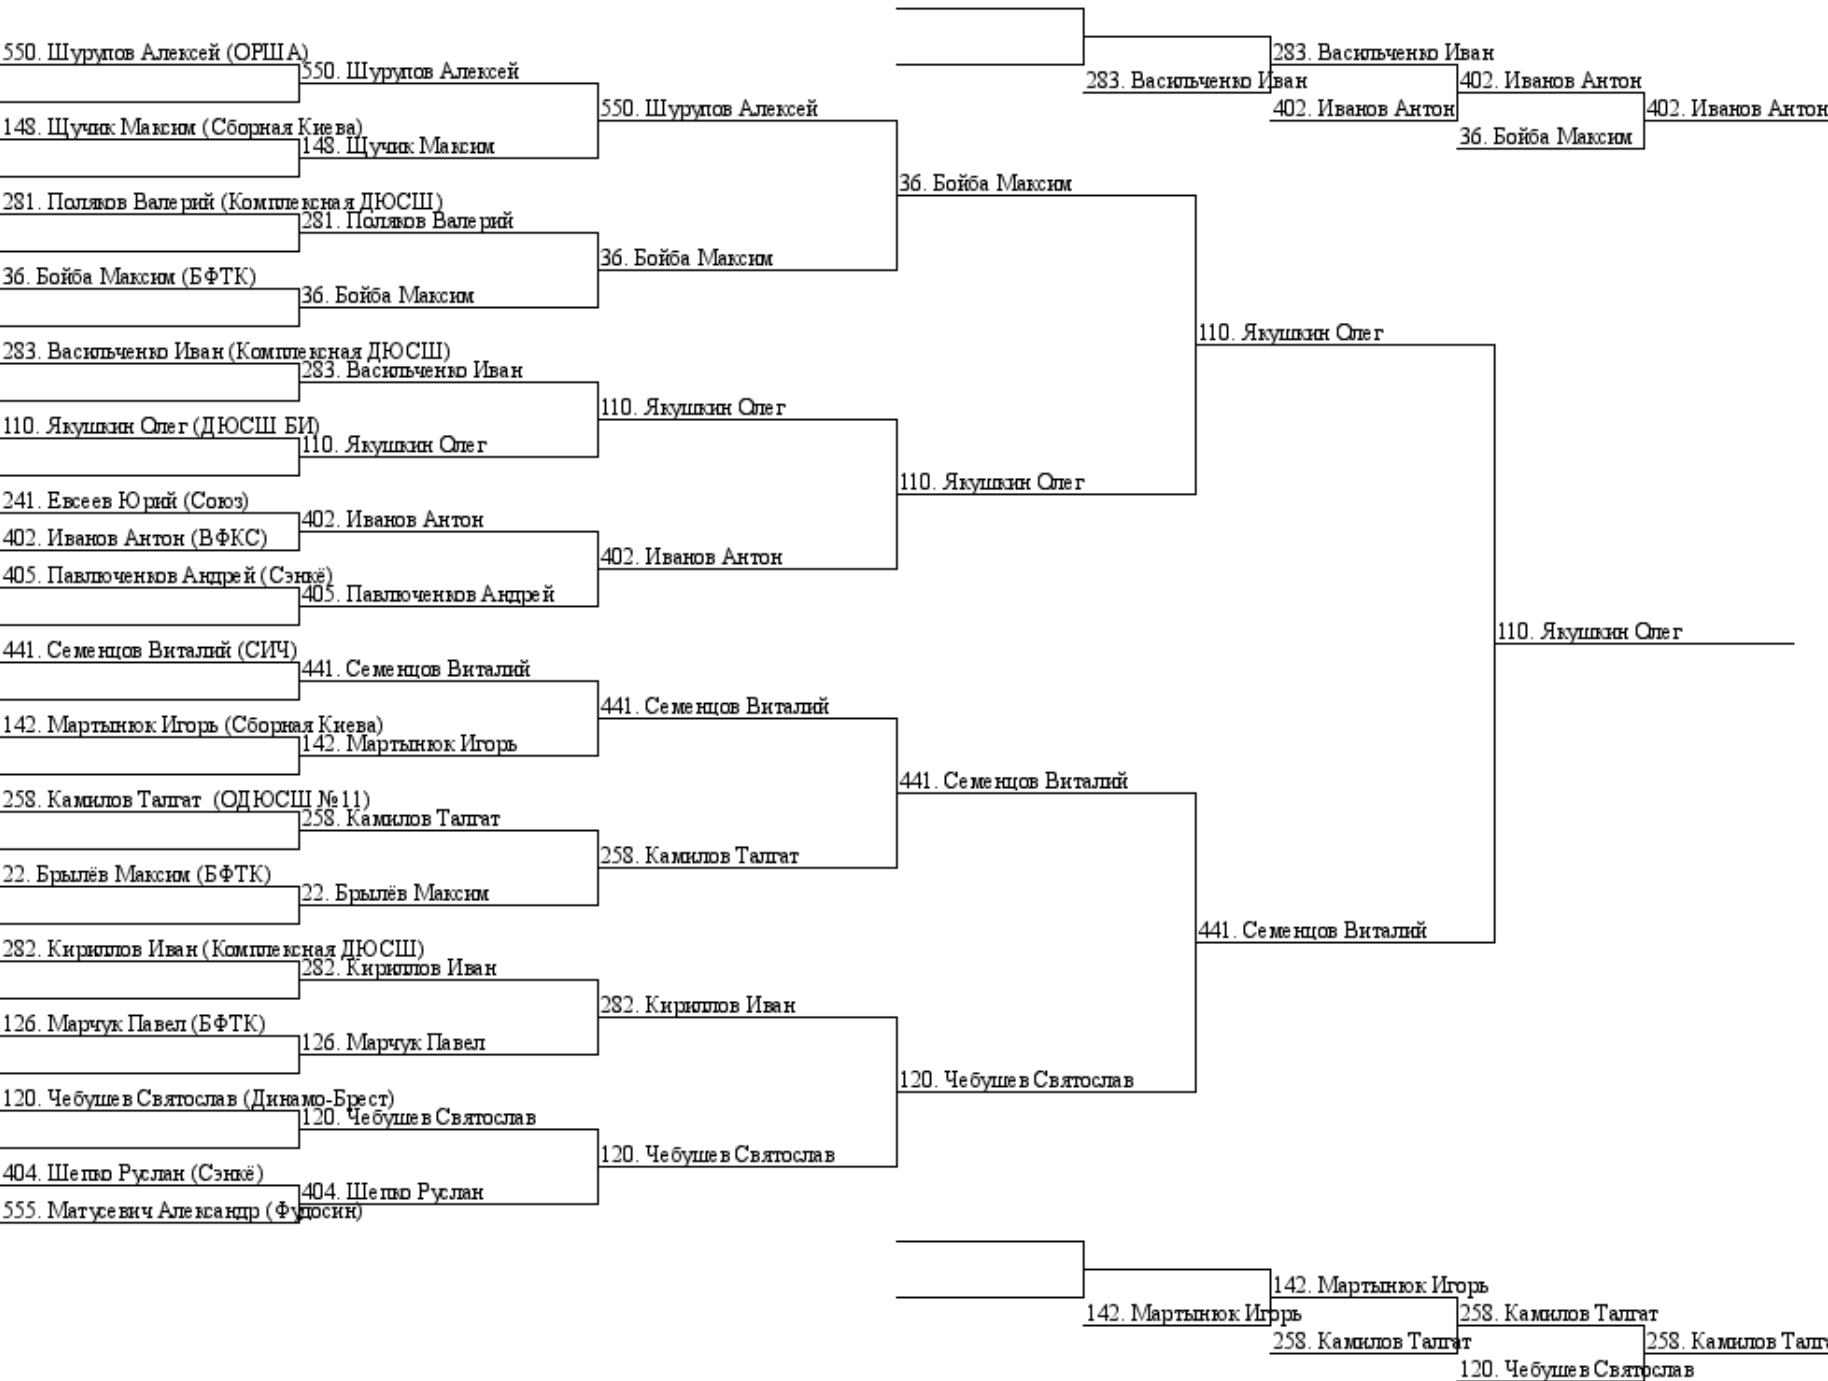 550. Шурупов Алексей (ОРША)
148. Щучик Максим (Сборная Киева)
281. Поляков Валерий (Комплексная ДЮСШ)
36. Бойба Максим (БФТК)
283. Васильченко Иван (Комплексная ДЮСШ)
110. Якушкин Олег (ДЮСШ БИ)
241. Евсеев Юрий (Союз)
402. Иванов Антон (ВФКС)
405. Павлюченков Андрей (Сэнкё)
441. Семенцов Виталий (СИЧ)
142. Мартынюк Игорь (Сборная Киева)
258. Камилов Талгат (ОДЮСШ №11)
22. Брылёв Максим (БФТК)
282. Кириллов Иван (Комплексная ДЮСШ)
126. Марчук Павел (БФТК)
120. Чебушев Святослав (Динамо-Брест)
404. Шепко Руслан (Сэнкё)
555. Матусевич Александр (Фудосин)
550. Шурупов Алексей
148. Щучик Максим
281. Поляков Валерий
36. Бойба Максим
283. Васильченко Иван
110. Якушкин Олег
402. Иванов Антон
405. Павлюченков Андрей
441. Семенцов Виталий
142. Мартынюк Игорь
258. Камилов Талгат
22. Брылёв Максим
282. Кириллов Иван
126. Марчук Павел
120. Чебушев Святослав
404. Шепко Руслан
550. Шурупов Алексей
36. Бойба Максим
110. Якушкин Олег
402. Иванов Антон
441. Семенцов Виталий
258. Камилов Талгат
282. Кириллов Иван
120. Чебушев Святослав
36. Бойба Максим
110. Якушкин Олег
441. Семенцов Виталий
120. Чебушев Святослав
110. Якушкин Олег
441. Семенцов Виталий
110. Якушкин Олег
283. Васильченко Иван
283. Васильченко Иван
402. Иванов Антон
402. Иванов Антон
36. Бойба Максим
402. Иванов Антон
142. Мартынюк Игорь
142. Мартынюк Игорь
258. Камилов Талгат
258. Камилов Талгат
120. Чебушев Святослав
258. Камилов Талг